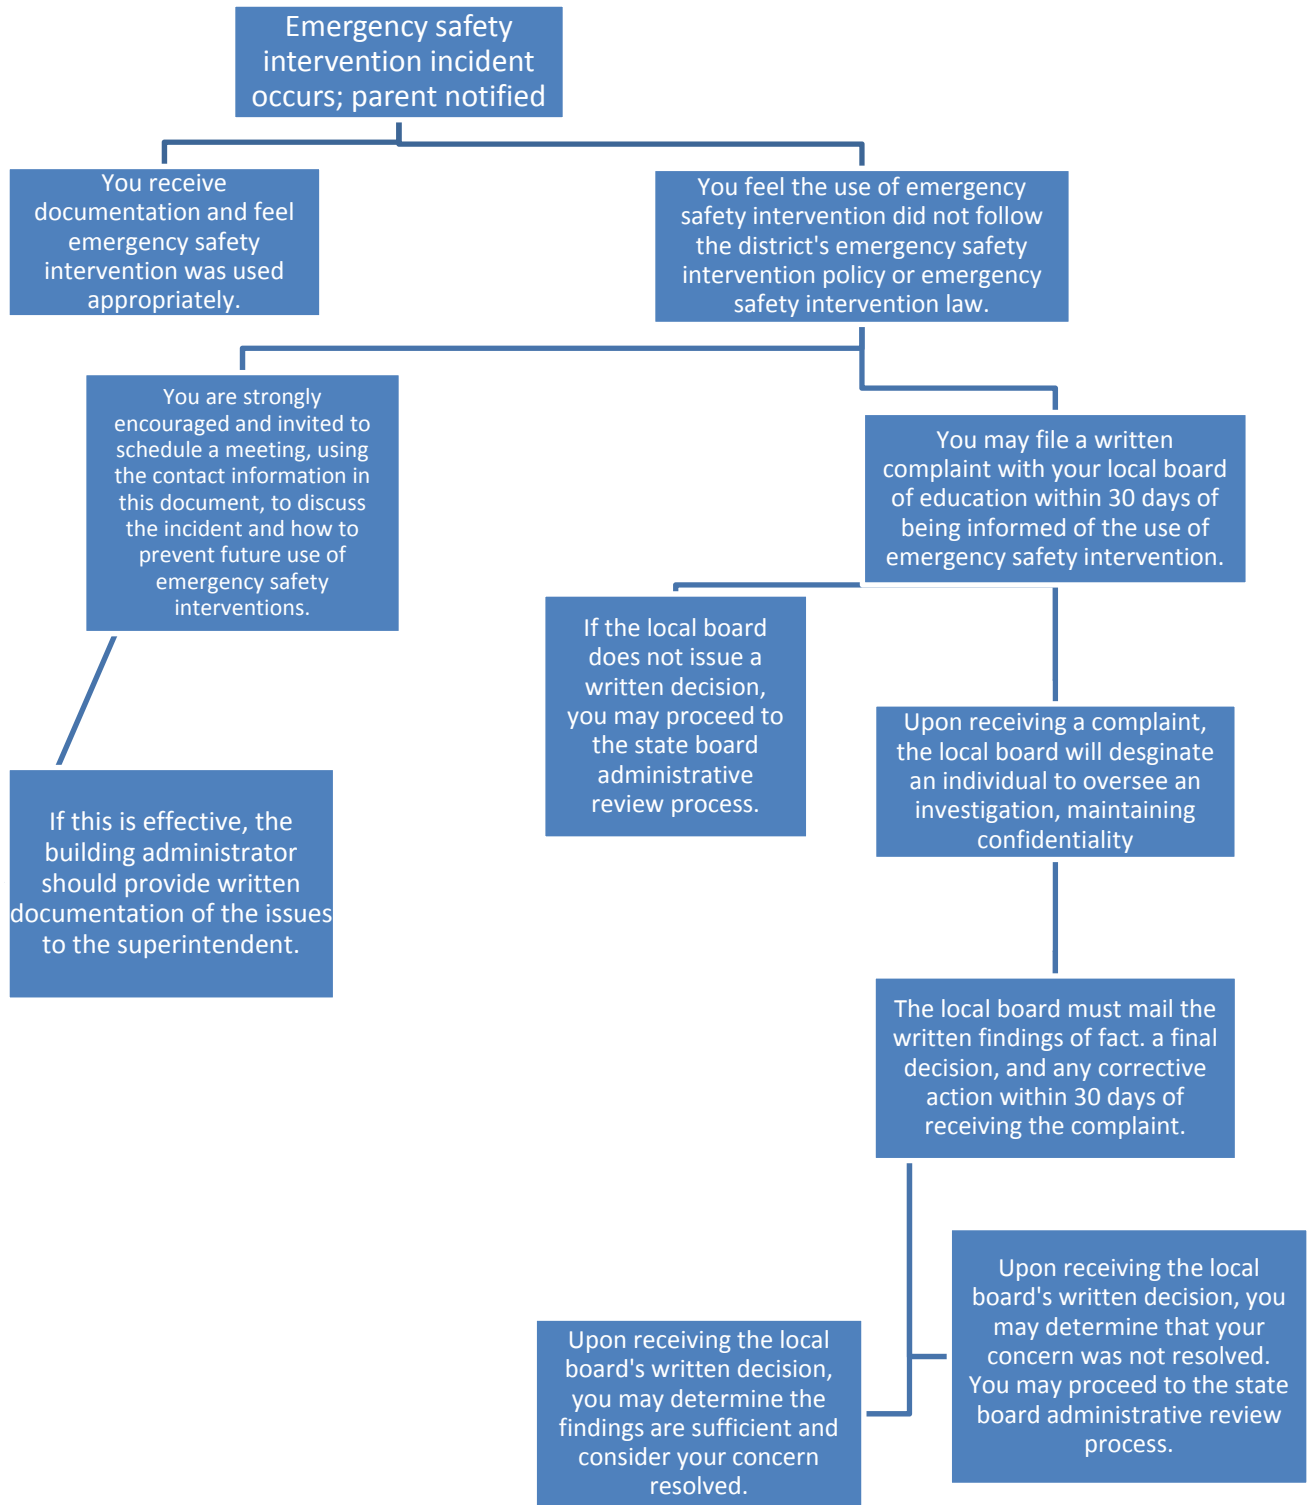 Emergency safety
intervention incident
occurs; parent notified
You receive
documentation and feel
emergency safety
intervention was used
appropriately.
You feel the use of emergency
safety intervention did not follow
the district's emergency safety
intervention policy or emergency
safety intervention law.
You are strongly
encouraged and invited to
schedule a meeting, using
the contact information in
this document, to discuss
the incident and how to
prevent future use of
emergency safety
interventions.
You may file a written
complaint with your local board
of education within 30 days of
being informed of the use of
emergency safety intervention.
If the local board
does not issue a
written decision,
you may proceed to
the state board
administrative
review process.
Upon receiving a complaint,
the local board will desginate
an individual to oversee an
investigation, maintaining
confidentiality
If this is effective, the
building administrator
should provide written
documentation of the issues
to the superintendent.
The local board must mail the
written findings of fact. a final
decision, and any corrective
action within 30 days of
receiving the complaint.
Upon receiving the local
board's written decision, you
may determine that your
concern was not resolved.
You may proceed to the state
board administrative review
process.
Upon receiving the local
board's written decision,
you may determine the
findings are sufficient and
consider your concern
resolved.